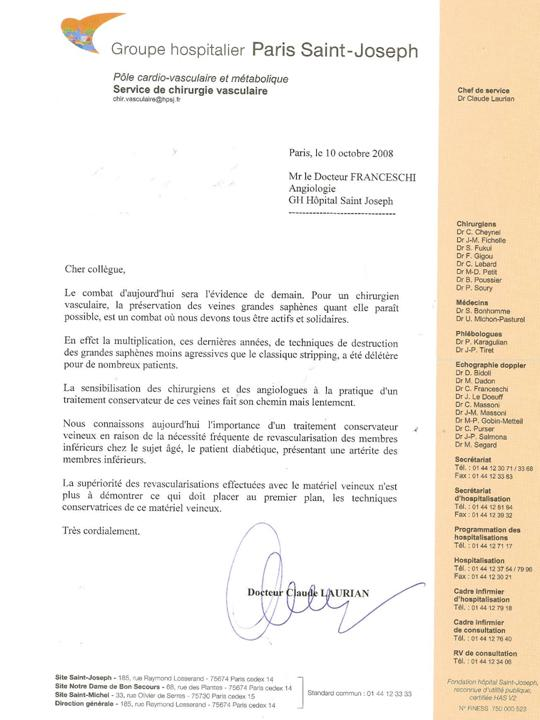 Groupe hospitalier Paris Saint-Joseph
Pôle cardio-vasculaire et métabolique
Service de chirurgie vasculaire
chir.vasculaire@hpsj.fr
Chef de service
Dr Claude Laurian
Paris, le 10 octobre 2008
Mr le Docteur FRANCESCHI
Angiologie
GH Hôpital Saint Joseph
--------------------------------
Cher collègue,
Le combat d'aujourd'hui sera l'évidence de demain. Pour un chirurgien
vasculaire, la préservation des veines grandes saphènes quant elle paraît
possible, est un combat où nous devons tous être actifs et solidaires.
En effet la multiplication, ces dernières années, de techniques de destruction
des grandes saphènes moins agressives que le classique stripping, a été délétère
pour de nombreux patients.
La sensibilisation des chirurgiens et des angiologues à la pratique d'un
traitement conservateur de ces veines fait son chemin mais lentement.
Nous connaissons aujourd'hui l'importance d'un traitement conservateur
veineux en raison de la nécessité fréquente de revascularisation des membres
inférieurs chez le sujet âgé, le patient diabétique, présentant une artérite des
membres inférieurs.
La supériorité des revascularisations effectuées avec le matériel veineux n'est
plus à démontrer ce qui doit placer au premier plan, les techniques
conservatrices de ce matériel veineux.
Très cordialement.
Docteur Claude LAURIAN
Chirurgiens
Dr C. Cheynel
Dr J-M. Fichelle
Dr S. Fukui
Dr F. Gigou
Dr C. Lebard
Dr M-D. Petit
Dr B. Poussier
Dr P. Soury
Médecins
Dr S. Bonhomme
Dr U. Michon-Pasturel
Phlébologues
Dr P. Karagulian
Dr J-P. Tiret
Echographie doppler
Dr D. Bidoli
Dr M. Dadon
Dr C. Franceschi
Dr J. Le Dœuff
Dr C. Massoni
Dr J-M. Massoni
Dr M-P. Gobin-Metteil
Dr C. Purser
Dr J-P. Salmona
Dr M. Segard
Secrétariat
Tél. : 01 44 12 30 71 / 33 68
Fax : 01 44 12 33 83
Secrétariat
d'hospitalisation
Tél. : 01 44 12 81 84
Fax : 01 44 12 39 32
Programmation des
hospitalisations
Tél. : 01 44 12 71 17
Hospitalisation
Tél. : 01 44 12 37 54 / 79 96
Fax : 01 44 12 30 21
Cadre infirmier
d'hospitalisation
Tél. : 01 44 12 79 18
Cadre infirmier
de consultation
Tél. : 01 44 12 76 40
RV de consultation
Tél. : 01 44 12 34 06
Site Saint-Joseph - 185, rue Raymond Losserand - 75674 Paris cedex 14
Site Notre Dame de Bon Secours - 68, rue des Plantes - 75674 Paris cedex 14
Site Saint-Michel - 33, rue Olivier de Serres - 75730 Paris cedex 15
Direction générale - 185, rue Raymond Losserand - 75674 Paris cedex 14
Standard commun : 01 44 12 33 33
Fondation hôpital Saint-Joseph,
reconnue d'utilité publique,
certifiée HAS V2
N° FINESS 750 000 523